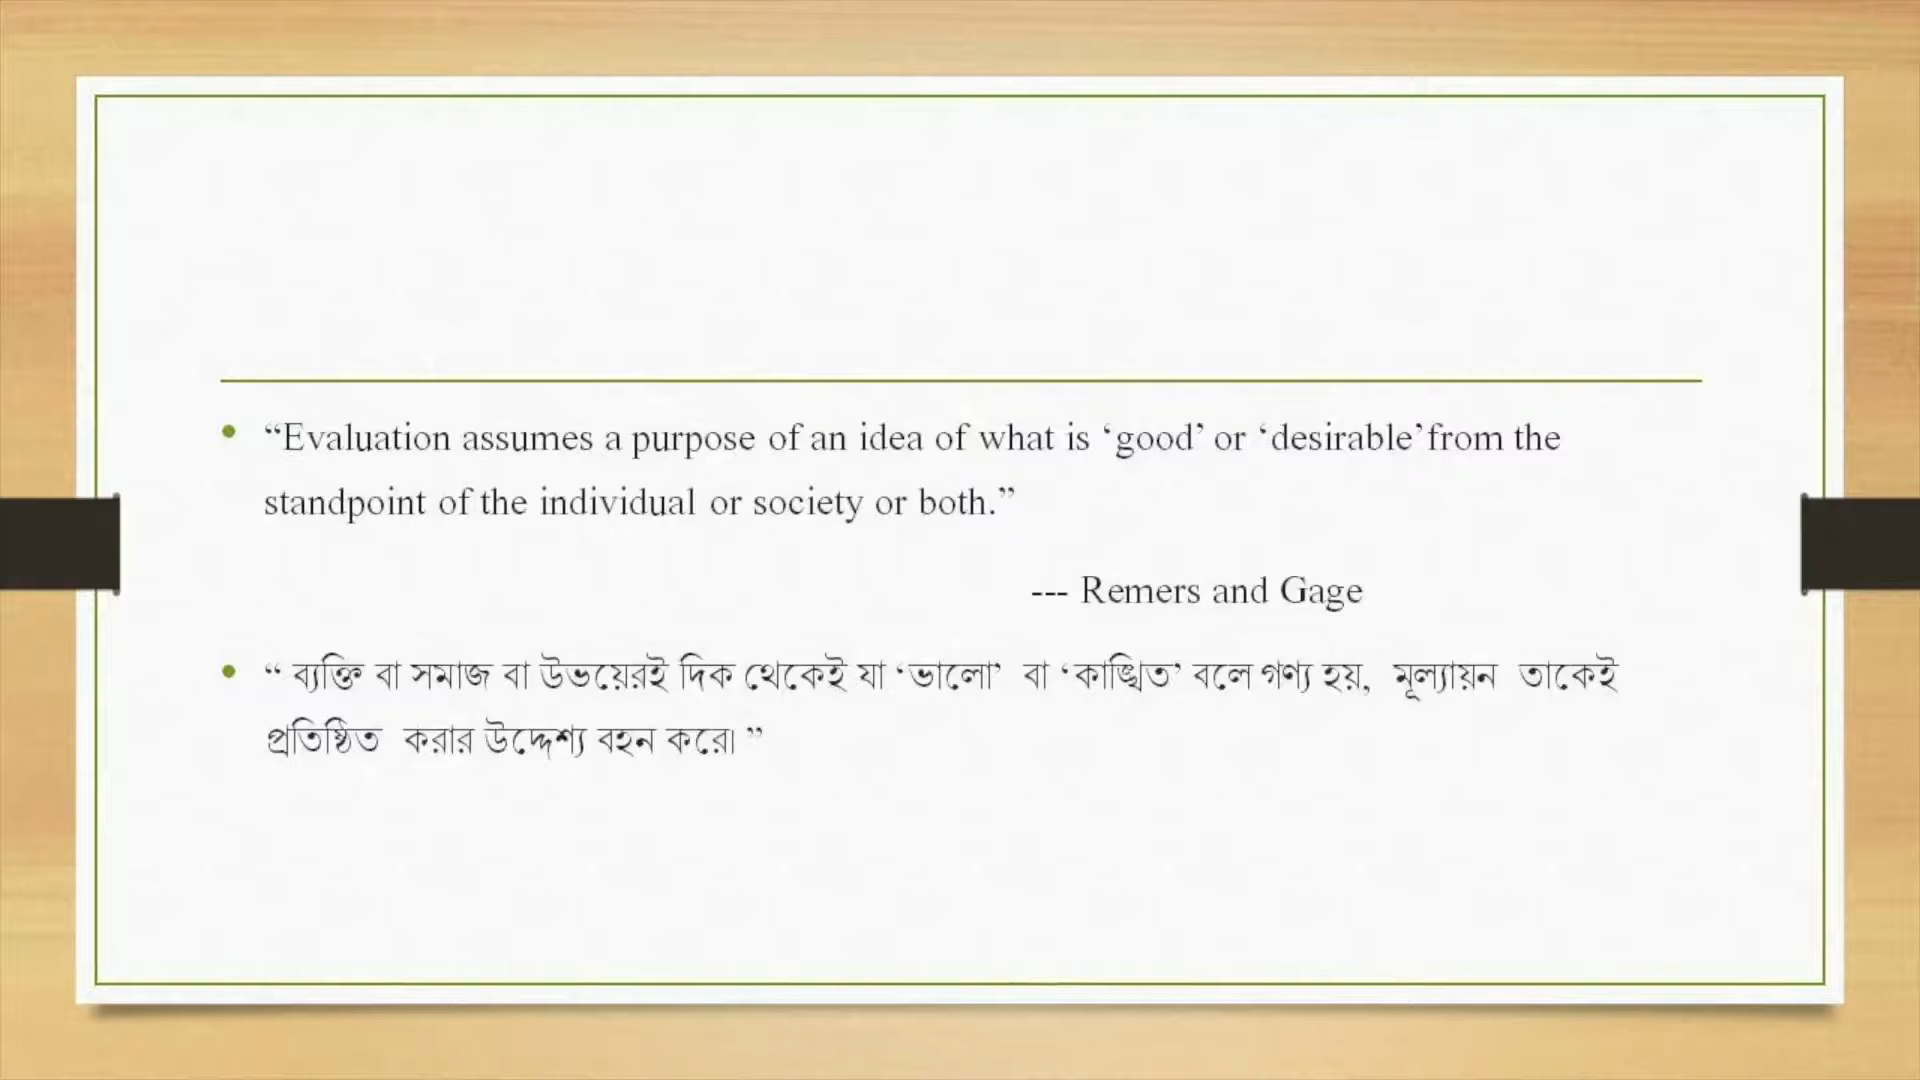 • “Evaluation assumes a purpose of an idea of what is ‘good’ or ‘desirable’from the
standpoint of the individual or society or both.”
--- Remers and Gage
• “ ব্যক্তি বা সমাজ বা উভয়েরই দিক থেকেই যা ‘ভালো’ বা ‘কাঙ্খিত’ বলে গণ্য হয়, মূল্যায়ন তাকেই
প্রতিষ্ঠিত করার উদ্দেশ্য বহন করে। ”